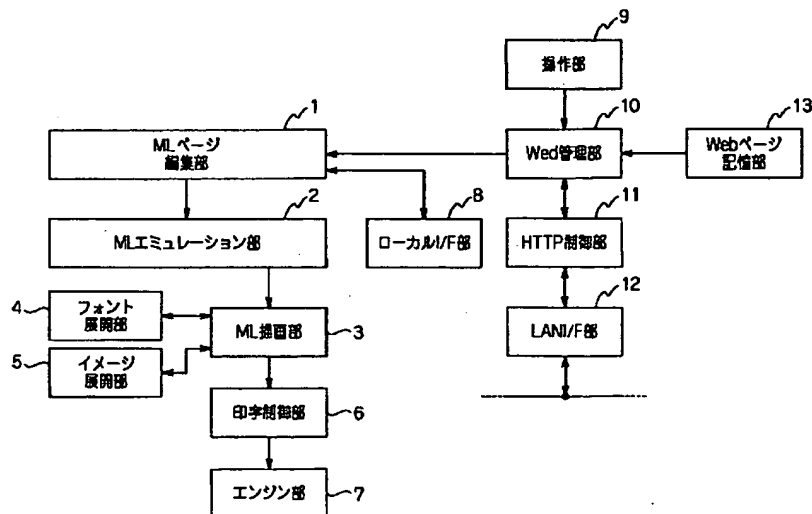 9
操作部
1
10
13
MLページ
編集部
Wed管理部
Webページ
記憶部
2
8
11
MLエミュレーション部
ローカルI/F部
HTTP制御部
12
4
フォント
展開部
ML描画部
3
LANI/F部
5
イメージ
展開部
印字制御部
6
エンジン部
7